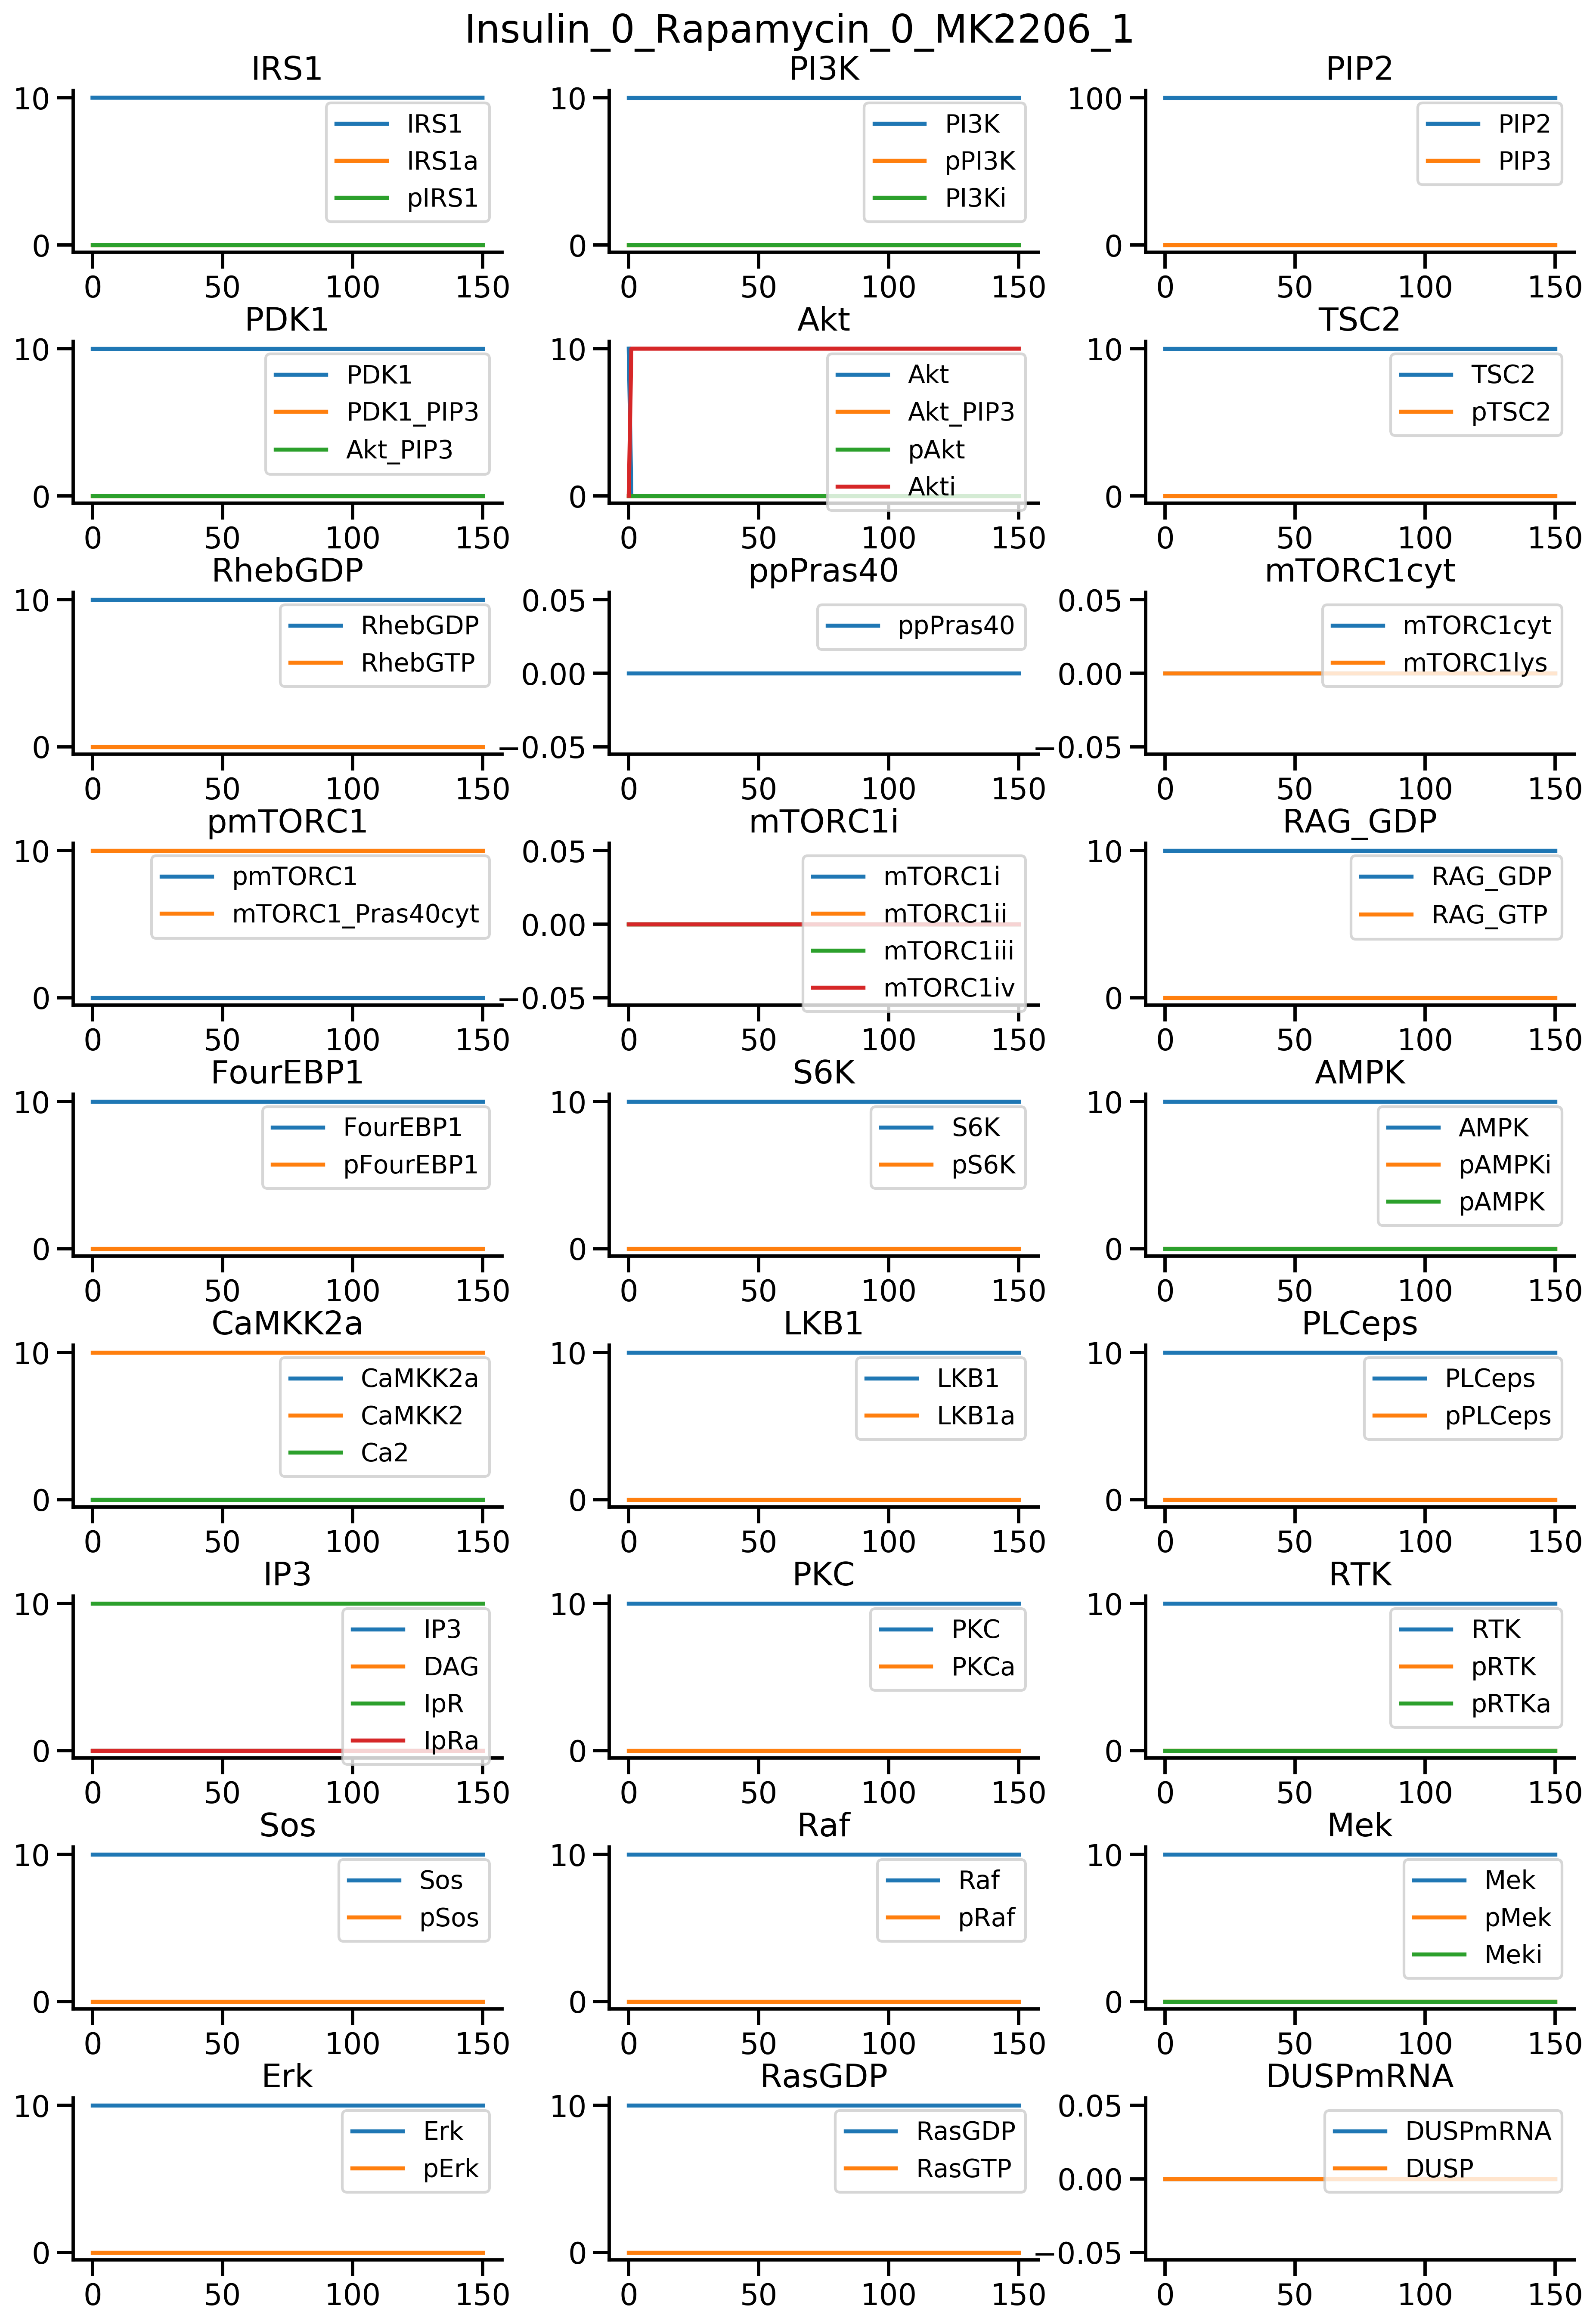 Insulin_0_Rapamycin_0_MK2206_1
IRS1 PI3K PIP2
10 IRS1 IRS1a pIRS1 0
10 PI3K pPI3K PI3Ki 0
100 PIP2 PIP3 0
0 50 100 150 0 50 100 150 0 50 100 150
PDK1 Akt TSC2
10 PDK1 PDK1_PIP3 Akt_PIP3 0
10 Akt Akt_PIP3 pAkt Akti 0
10 TSC2 pTSC2 0
0 50 100 150 0 50 100 150 0 50 100 150
RhebGDP ppPras40 mTORC1cyt
10 RhebGDP RhebGTP 0
0.05 ppPras40 0.00 −0.05
0.05 mTORC1cyt mTORC1lys 0.00 −0.05
0 50 100 150 0 50 100 150 0 50 100 150
pmTORC1 mTORC1i RAG_GDP
10 pmTORC1 mTORC1_Pras40cyt 0
0.05 mTORC1i mTORC1ii 0.00 mTORC1iii mTORC1iv −0.05
10 RAG_GDP RAG_GTP 0
0 50 100 150 0 50 100 150 0 50 100 150
FourEBP1 S6K AMPK
10 FourEBP1 pFourEBP1 0
10 S6K pS6K 0
10 AMPK pAMPKi pAMPK 0
0 50 100 150 0 50 100 150 0 50 100 150
CaMKK2a LKB1 PLCeps
10 CaMKK2a CaMKK2 Ca2 0
10 LKB1 LKB1a 0
10 PLCeps pPLCeps 0
0 50 100 150 0 50 100 150 0 50 100 150
IP3 PKC RTK
10 IP3 DAG IpR IpRa 0
10 PKC PKCa 0
10 RTK pRTK pRTKa 0
0 50 100 150 0 50 100 150 0 50 100 150
Sos Raf Mek
10 Sos pSos 0
10 Raf pRaf 0
10 Mek pMek Meki 0
0 50 100 150 0 50 100 150 0 50 100 150
Erk RasGDP DUSPmRNA
10 Erk pErk 0
10 RasGDP RasGTP 0
0.05 DUSPmRNA DUSP 0.00 −0.05
0 50 100 150 0 50 100 150 0 50 100 150